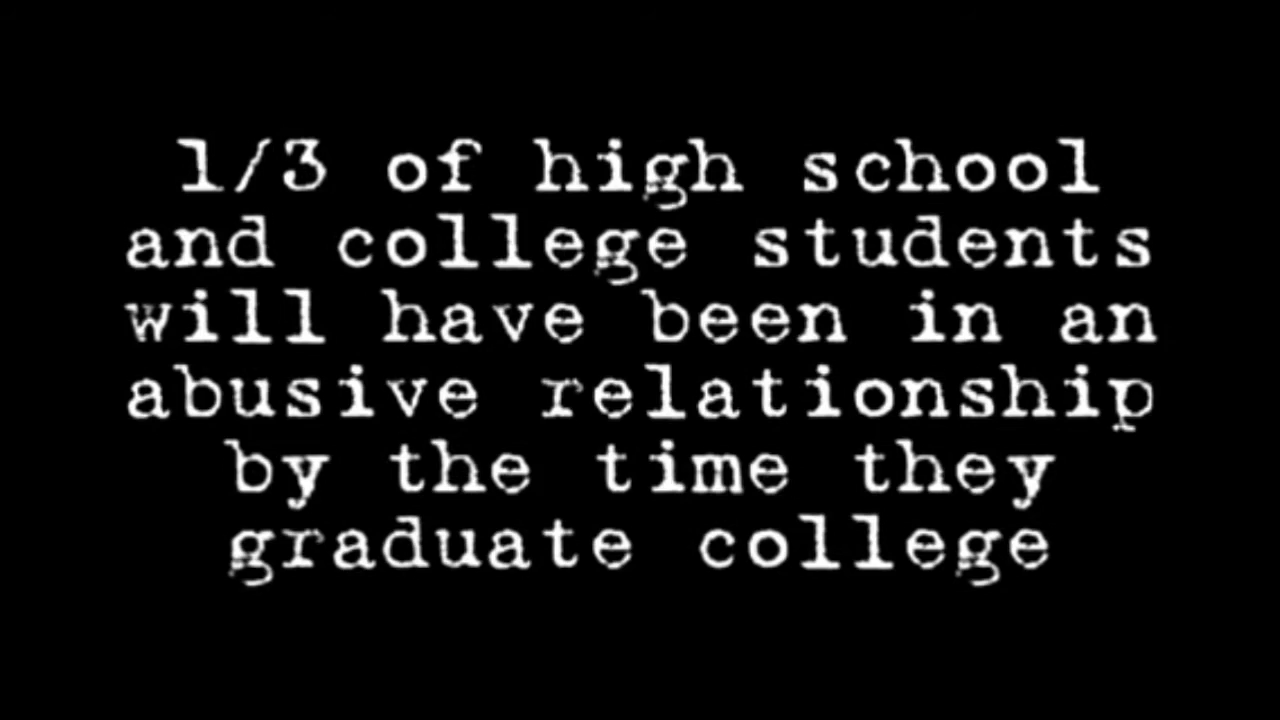 1/3 of high school
and college students
will have been in an
abusive relationship
by the time they
graduate college